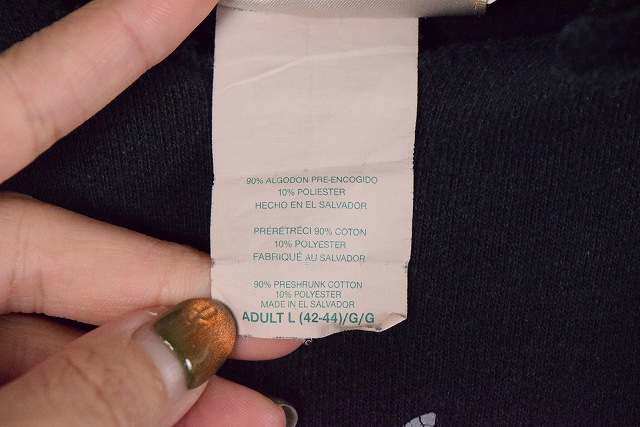 90% ALGODON PRE-ENCOGIDO
10% POLIESTER
HECHO EN EL SALVADOR
PRÉRÉTRÉCI 90% COTON
10% POLYESTER
FABRIQUÉ AU SALVADOR
90% PRESHRUNK COTTON
10% POLYESTER
MADE IN EL SALVADOR
ADULT L (42-44)/G/G